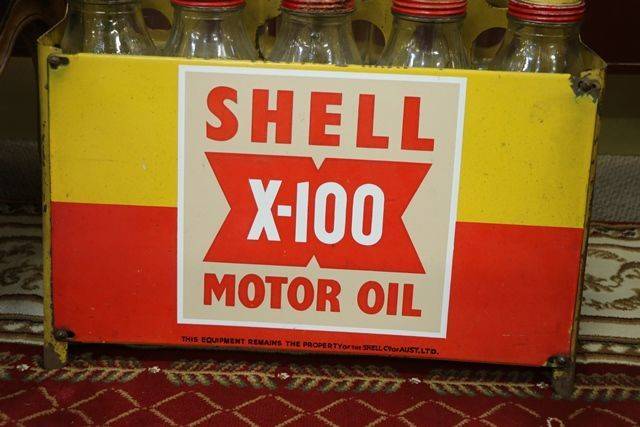 SHELL
X-100
MOTOR OIL
THIS EQUIPMENT REMAINS THE PROPERTY OF THE SHELL CO OF AUST. LTD.